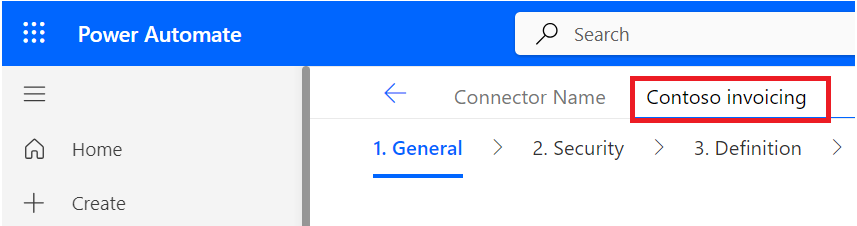 Power Automate
Search
Connector Name Contoso invoicing
Home
1. General 2. Security 3. Definition
Create